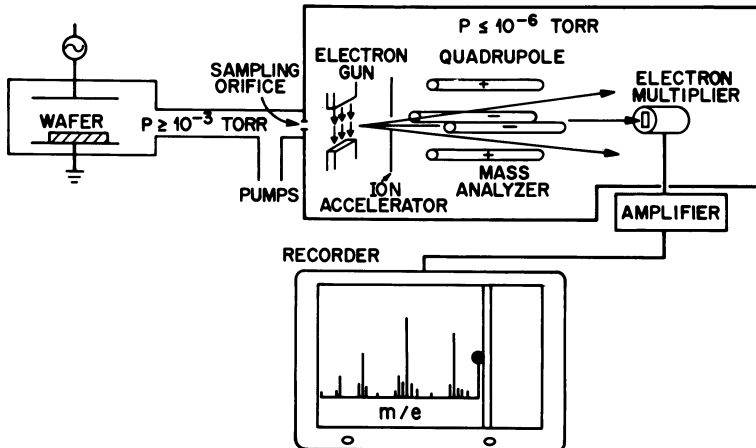 P ≤ 10⁻⁶ TORR
ELECTRON
GUN
QUADRUPOLE
SAMPLING
ORIFICE
ELECTRON
MULTIPLIER
WAFER
P ≥ 10⁻³ TORR
+
−
−
+
PUMPS
ION
ACCELERATOR
MASS
ANALYZER
AMPLIFIER
RECORDER
m/e